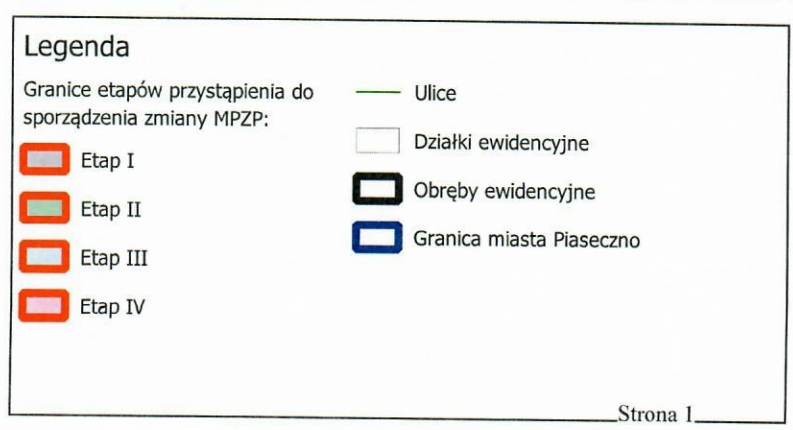 Legenda
Granice etapów przystąpienia do
sporządzenia zmiany MPZP:
Etap I
Etap II
Etap III
Etap IV
Ulice
Działki ewidencyjne
Obręby ewidencyjne
Granica miasta Piaseczno
Strona 1